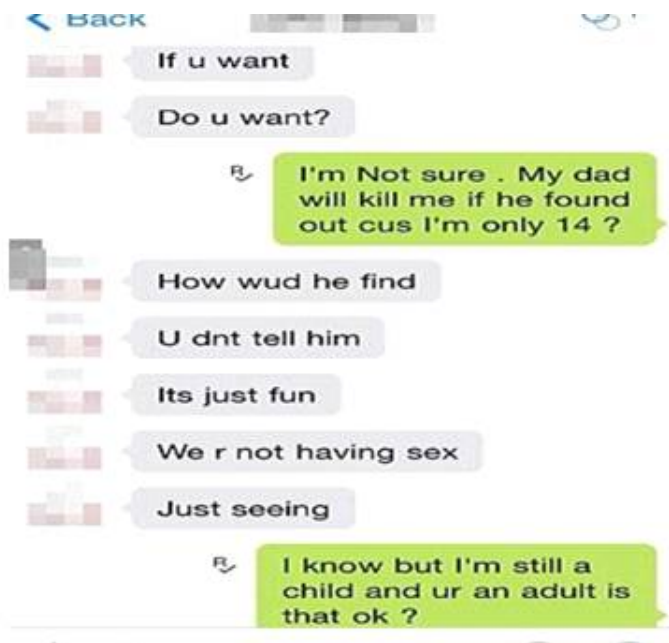 Back
If u want
Do u want?
I'm Not sure . My dad
will kill me if he found
out cus I'm only 14 ?
How wud he find
U dnt tell him
Its just fun
We r not having sex
Just seeing
I know but I'm still a
child and ur an adult is
that ok ?